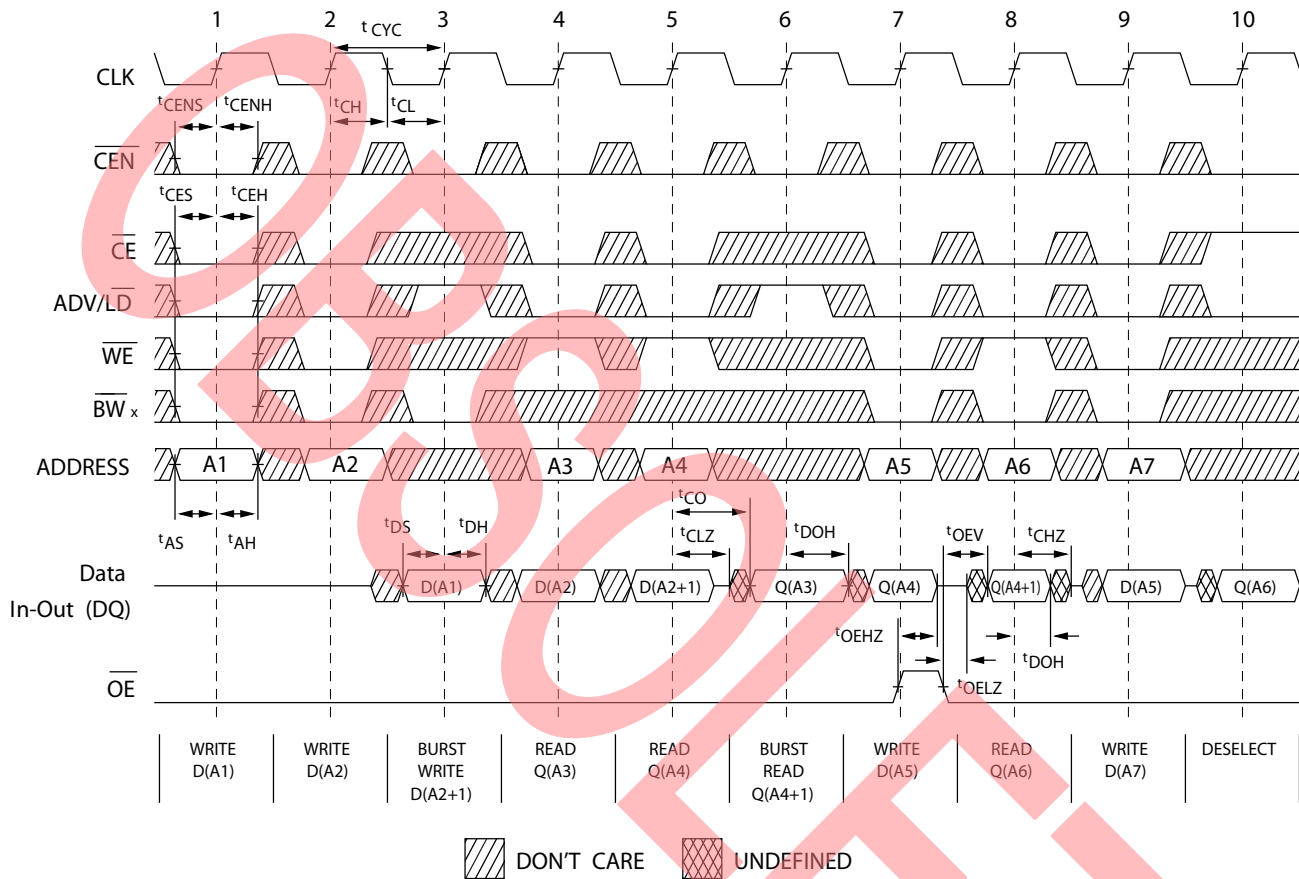 1 2 3 4 5 6 7 8 9 10
t CYC
CLK
tCENS tCENH tCH tCL
CEN
tCES tCEH
CE
ADV/LD
WE
BW x
ADDRESS A1 A2 A3 A4 A5 A6 A7
tCO
tAS tAH tDS tDH tCLZ tDOH tOEV tCHZ
Data
In-Out (DQ)
D(A1) D(A2) D(A2+1) Q(A3) Q(A4) Q(A4+1) D(A5) Q(A6)
tOEHZ tDOH
tOELZ
OE
WRITE
D(A1)
WRITE
D(A2)
BURST
WRITE
D(A2+1)
READ
Q(A3)
READ
Q(A4)
BURST
READ
Q(A4+1)
WRITE
D(A5)
READ
Q(A6)
WRITE
D(A7)
DESELECT
DON'T CARE UNDEFINED